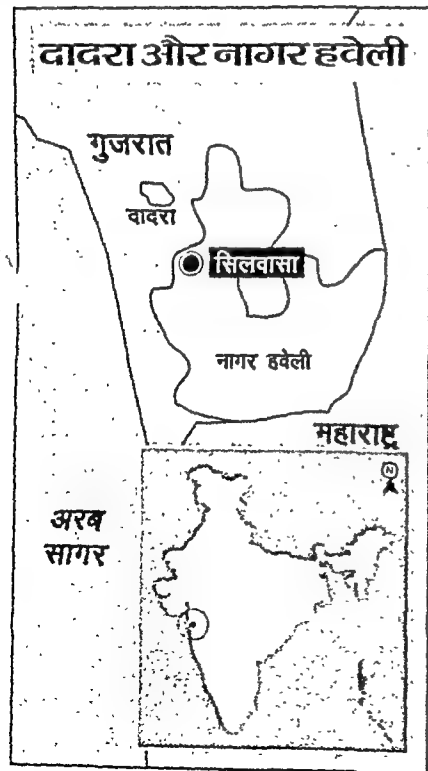 दादरा और नागर हवेली
गुजरात
दादरा
सिलवासा
नागर हवेली
महाराष्ट्र
N
अरब
सागर